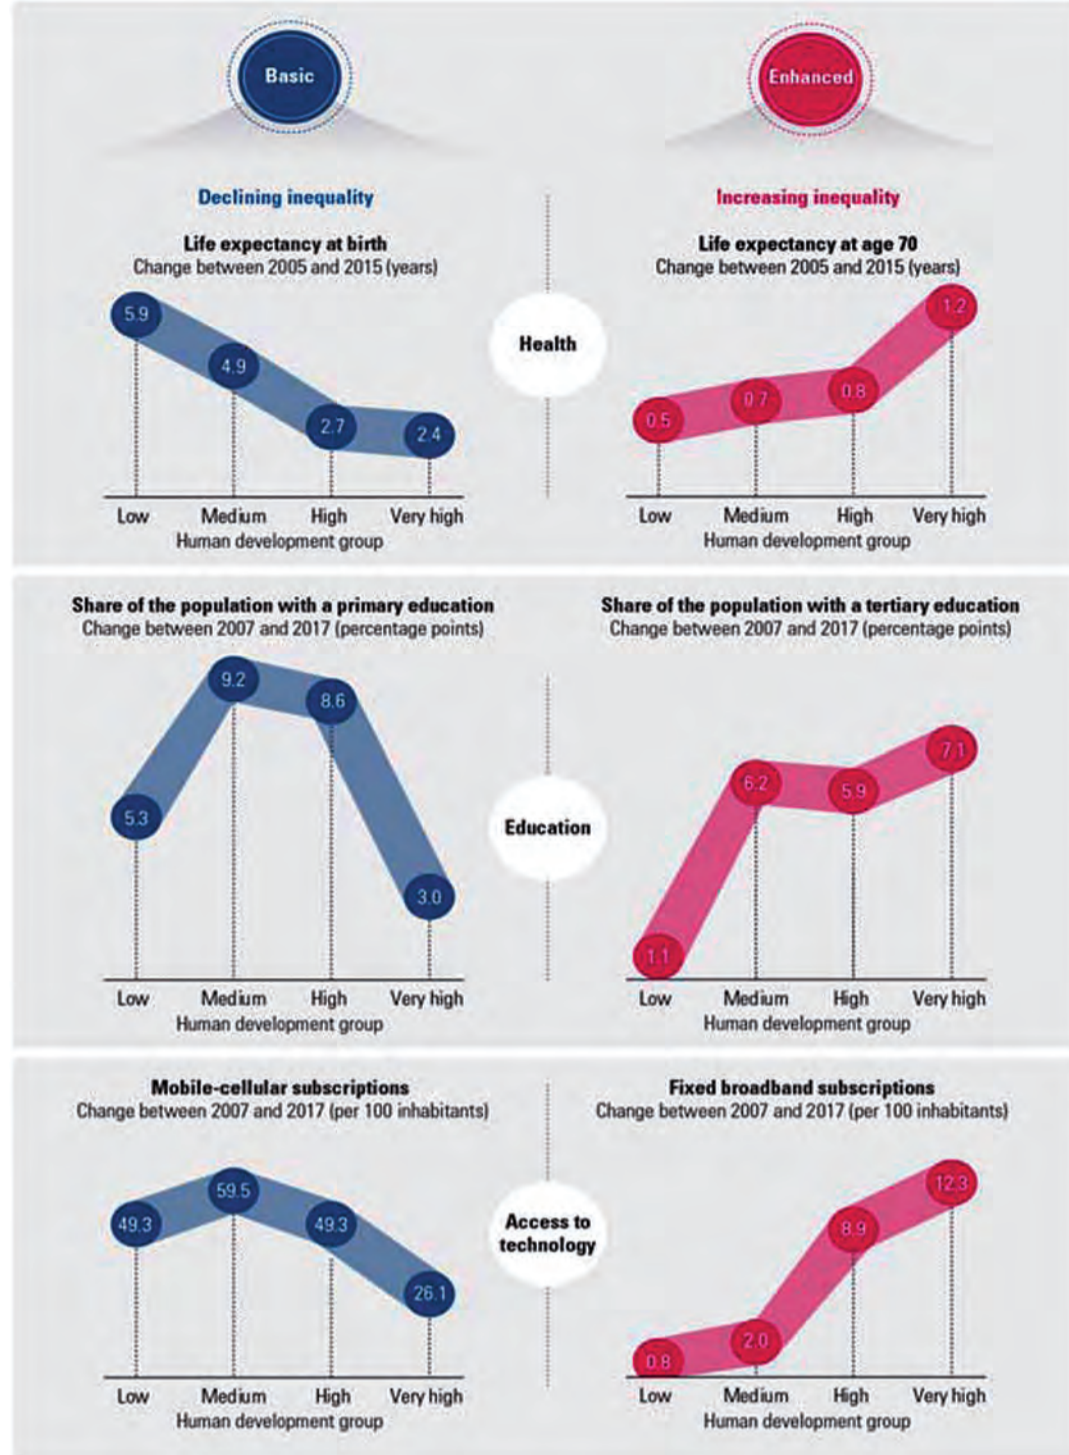 Basic
Enhanced
Declining inequality
Increasing inequality
Life expectancy at birth
Change between 2005 and 2015 (years)
Life expectancy at age 70
Change between 2005 and 2015 (years)
5.9
4.9
2.7
2.4
Health
0.5
0.7
0.8
1.2
Low Medium High Very high
Human development group
Low Medium High Very high
Human development group
Share of the population with a primary education
Change between 2007 and 2017 (percentage points)
Share of the population with a tertiary education
Change between 2007 and 2017 (percentage points)
5.3
9.2
8.6
3.0
Education
1.1
6.2
5.9
7.1
Low Medium High Very high
Human development group
Low Medium High Very high
Human development group
Mobile-cellular subscriptions
Change between 2007 and 2017 (per 100 inhabitants)
Fixed broadband subscriptions
Change between 2007 and 2017 (per 100 inhabitants)
49.3
59.5
49.3
26.1
Access to
technology
0.8
2.0
8.9
12.3
Low Medium High Very high
Human development group
Low Medium High Very high
Human development group